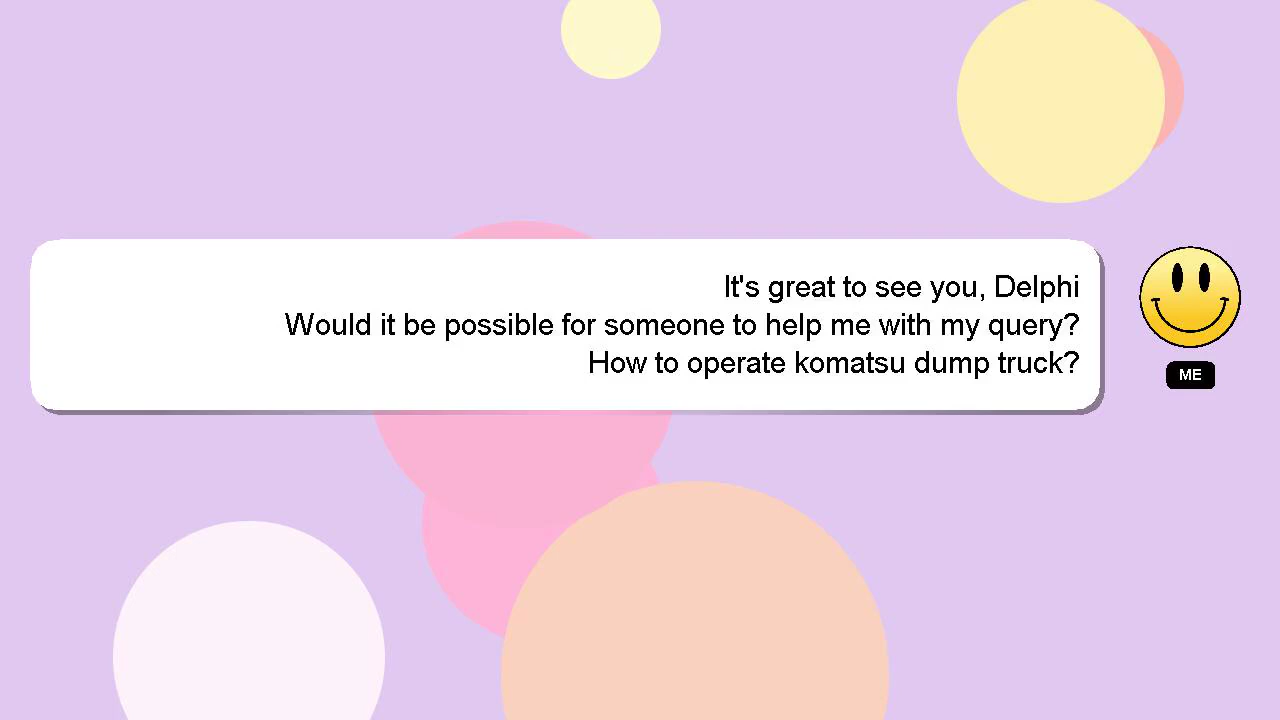 It's great to see you, Delphi
Would it be possible for someone to help me with my query?
How to operate komatsu dump truck?
ME